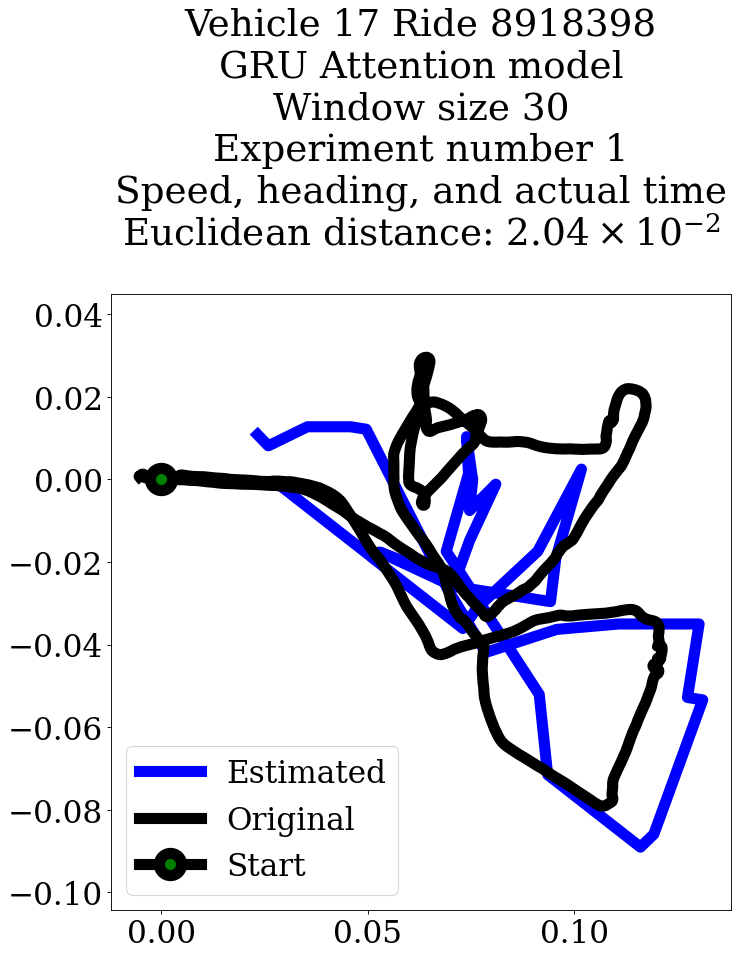 Vehicle 17 Ride 8918398
GRU Attention model
Window size 30
Experiment number 1
Speed, heading, and actual time
Euclidean distance: 2.04 × 10⁻²
0.04
0.02
0.00
−0.02
−0.04
−0.06
−0.08
−0.10
Estimated
Original
Start
0.00 0.05 0.10